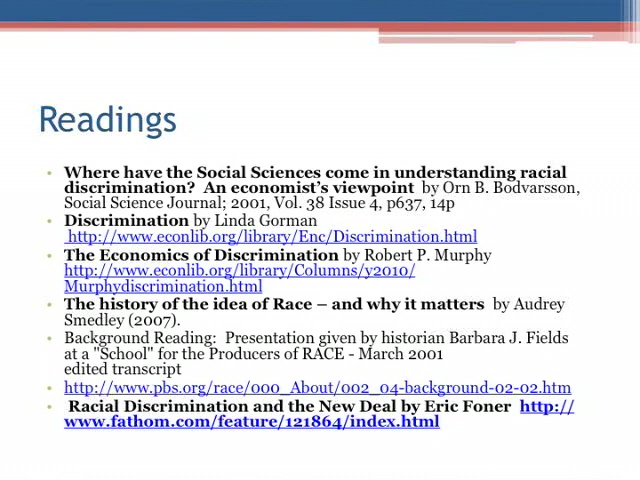 Readings
• Where have the Social Sciences come in understanding racial
discrimination? An economist's viewpoint by Orn B. Bodvarsson,
Social Science Journal; 2001, Vol. 38 Issue 4, p637, 14p
• Discrimination by Linda Gorman
http://www.econlib.org/library/Enc/Discrimination.html
• The Economics of Discrimination by Robert P. Murphy
http://www.econlib.org/library/Columns/y2010/
Murphydiscrimination.html
• The history of the idea of Race – and why it matters by Audrey
Smedley (2007).
• Background Reading: Presentation given by historian Barbara J. Fields
at a "School" for the Producers of RACE - March 2001
edited transcript
• http://www.pbs.org/race/000_About/002_04-background-02-02.htm
• Racial Discrimination and the New Deal by Eric Foner http://
www.fathom.com/feature/121864/index.html